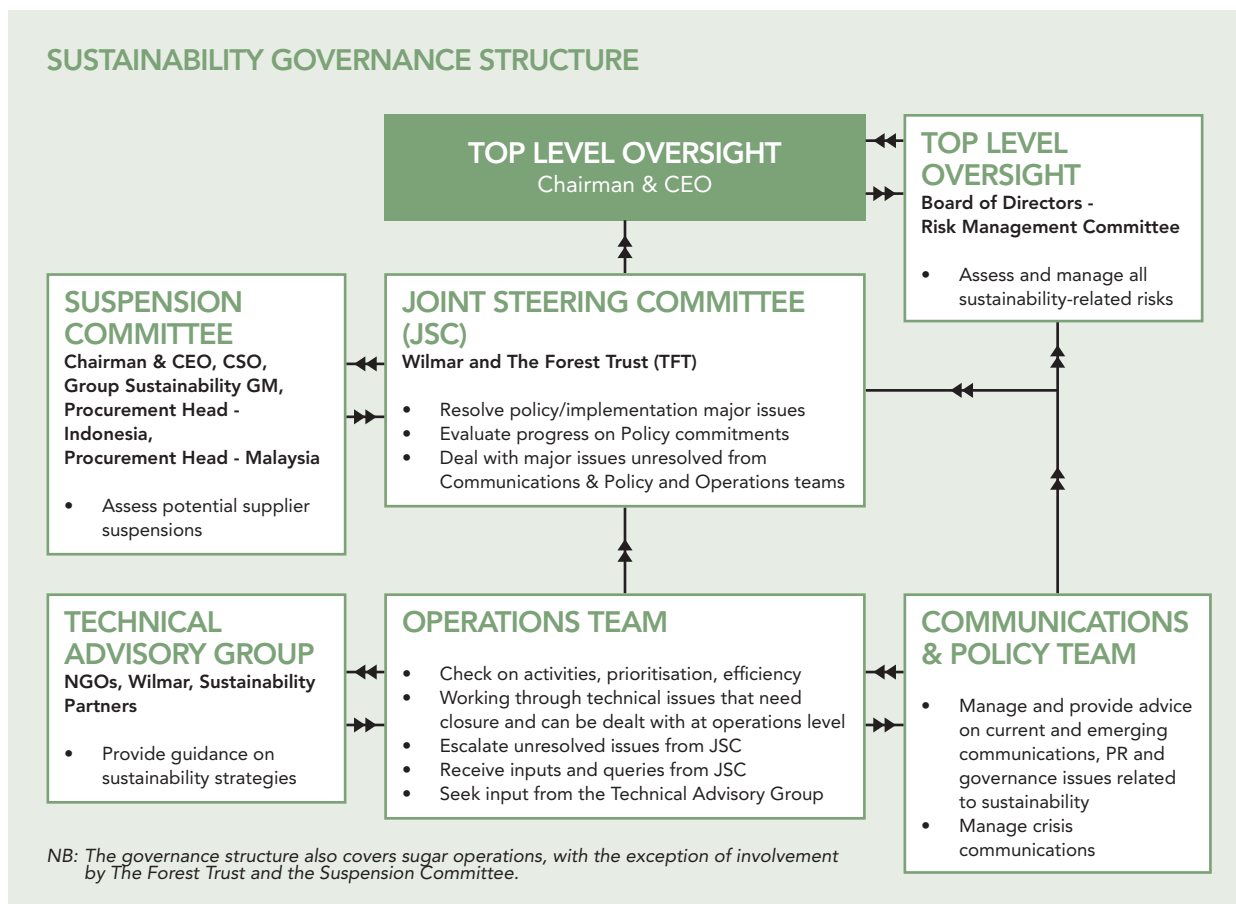 SUSTAINABILITY GOVERNANCE STRUCTURE
TOP LEVEL OVERSIGHT
Chairman & CEO
TOP LEVEL
OVERSIGHT
Board of Directors -
Risk Management Committee
• Assess and manage all
sustainability-related risks
SUSPENSION
COMMITTEE
Chairman & CEO, CSO,
Group Sustainability GM,
Procurement Head -
Indonesia,
Procurement Head - Malaysia
• Assess potential supplier
suspensions
JOINT STEERING COMMITTEE
(JSC)
Wilmar and The Forest Trust (TFT)
• Resolve policy/implementation major issues
• Evaluate progress on Policy commitments
• Deal with major issues unresolved from
Communications & Policy and Operations teams
TECHNICAL
ADVISORY GROUP
NGOs, Wilmar, Sustainability
Partners
• Provide guidance on
sustainability strategies
OPERATIONS TEAM
• Check on activities, prioritisation, efficiency
• Working through technical issues that need
closure and can be dealt with at operations level
• Escalate unresolved issues from JSC
• Receive inputs and queries from JSC
• Seek input from the Technical Advisory Group
COMMUNICATIONS
& POLICY TEAM
• Manage and provide advice
on current and emerging
communications, PR and
governance issues related
to sustainability
• Manage crisis
communications
NB: The governance structure also covers sugar operations, with the exception of involvement
by The Forest Trust and the Suspension Committee.